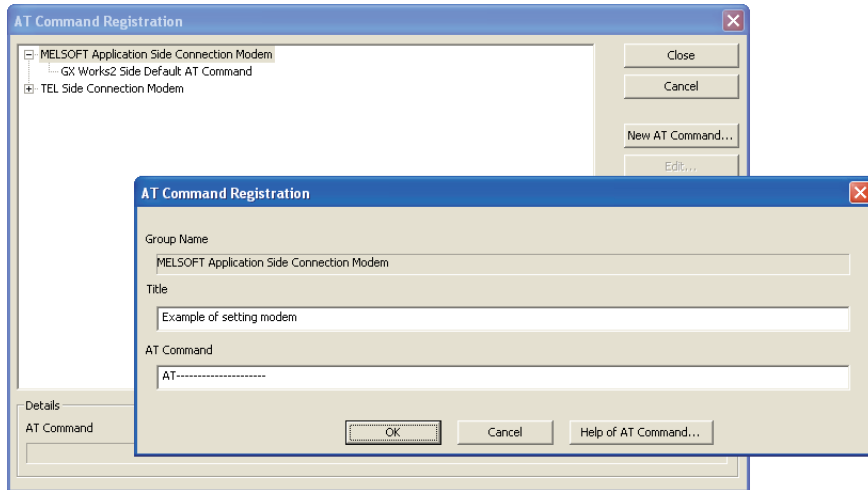 AT Command Registration
MELSOFT Application Side Connection Modem
GX Works2 Side Default AT Command
TEL Side Connection Modem
Close
Cancel
New AT Command...
Edit...
AT Command Registration
Group Name
MELSOFT Application Side Connection Modem
Title
Example of setting modem
AT Command
AT---------------------
OK
Cancel
Help of AT Command...
Details
AT Command